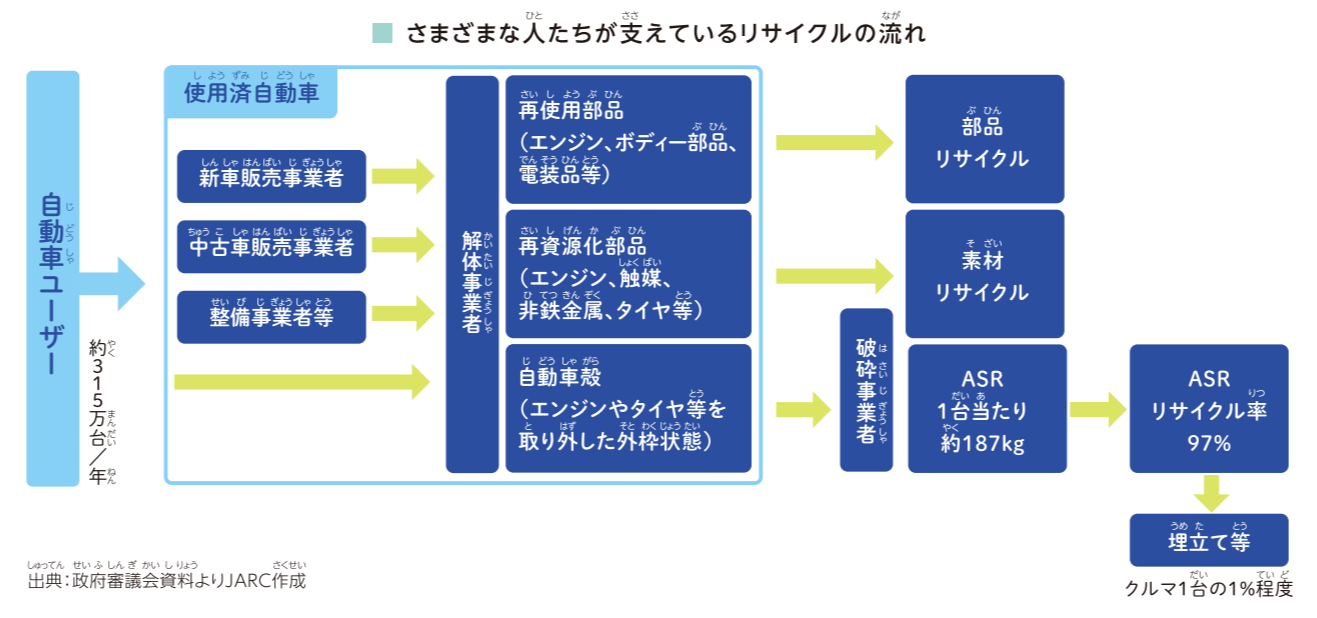 さまざまな人たちが支えているリサイクルの流れ
自動車ユーザー
約315万台／年
使用済自動車
新車販売事業者
中古車販売事業者
整備事業者等
解体事業者
再使用部品
（エンジン、ボディー部品、
電装品等）
再資源化部品
（エンジン、触媒、
非鉄金属、タイヤ等）
自動車殻
（エンジンやタイヤ等を
取り外した外枠状態）
部品
リサイクル
素材
リサイクル
破砕事業者
ASR
1台当たり
約187kg
ASR
リサイクル率
97%
埋立て等
クルマ1台の1%程度
出典：政府審議会資料よりJARC作成